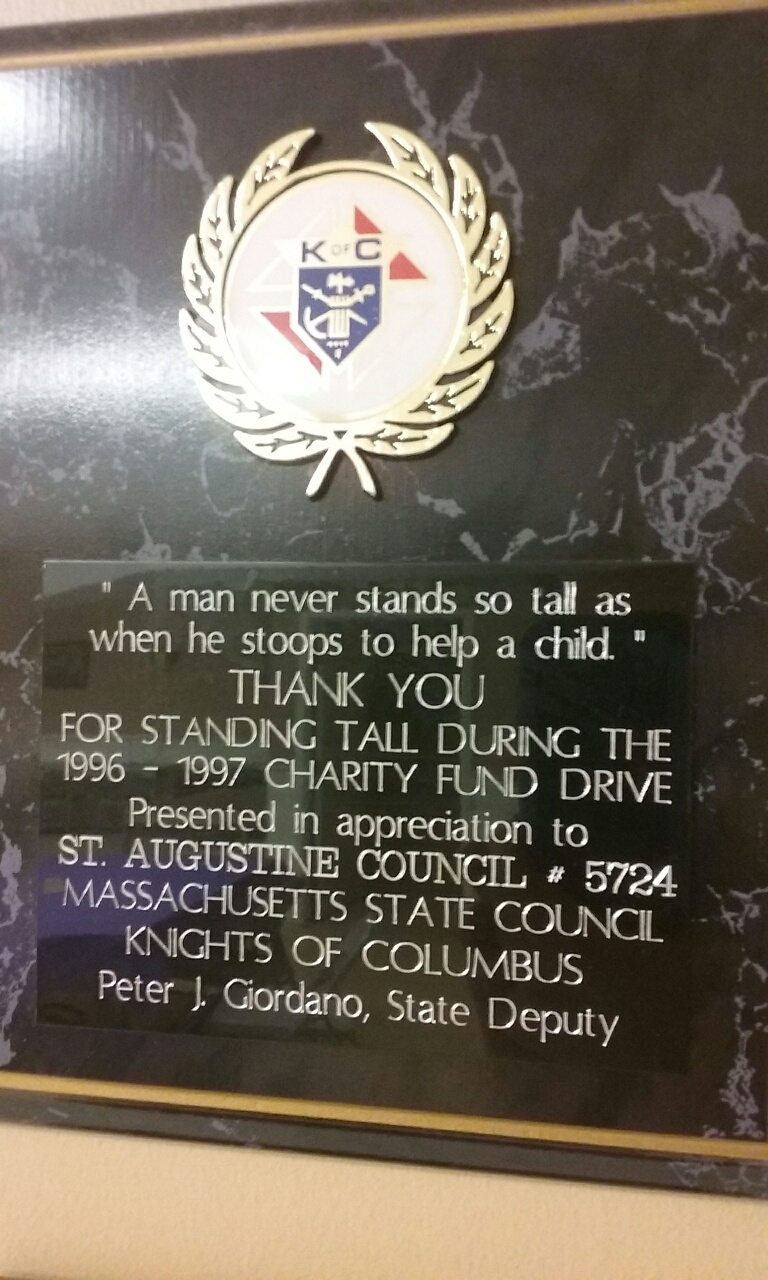 K OF C
" A man never stands so tall as
when he stoops to help a child. "
THANK YOU
FOR STANDING TALL DURING THE
1996 - 1997 CHARITY FUND DRIVE
Presented in appreciation to
ST. AUGUSTINE COUNCIL # 5724
MASSACHUSETTS STATE COUNCIL
KNIGHTS OF COLUMBUS
Peter J. Giordano, State Deputy